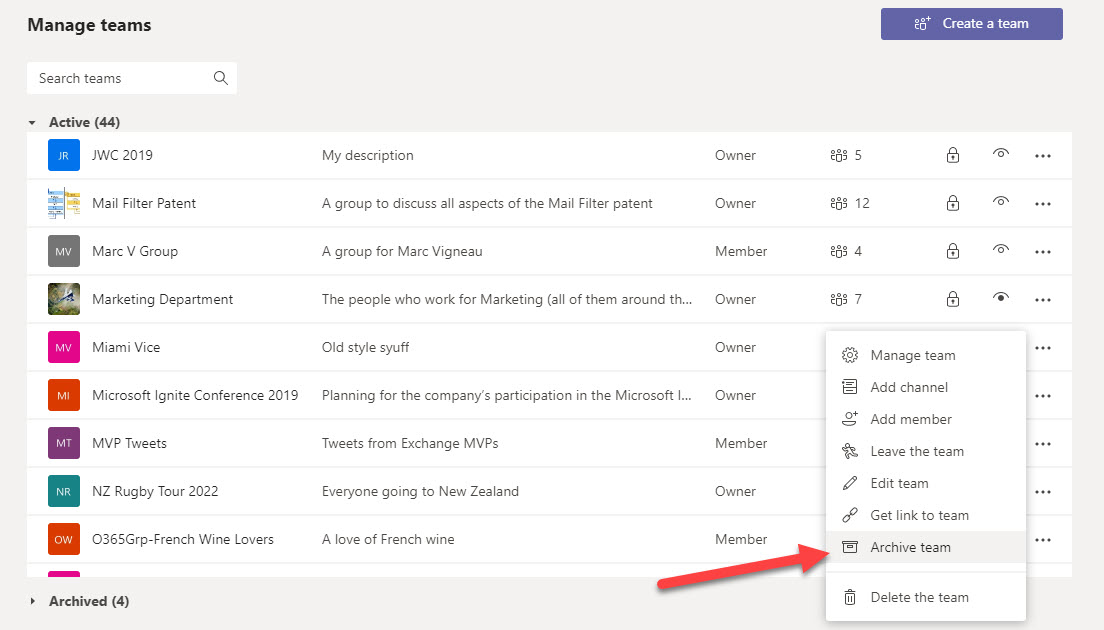 Manage teams
Create a team
Search teams
Active (44)
JR JWC 2019 My description Owner 5
Mail Filter Patent A group to discuss all aspects of the Mail Filter patent Owner 12
MV Marc V Group A group for Marc Vigneau Member 4
Marketing Department The people who work for Marketing (all of them around th... Owner 7
MV Miami Vice Old style syuff Owner
MI Microsoft Ignite Conference 2019 Planning for the company's participation in the Microsoft I... Owner
MT MVP Tweets Tweets from Exchange MVPs Member
NR NZ Rugby Tour 2022 Everyone going to New Zealand Owner
OW O365Grp-French Wine Lovers A love of French wine Member
Archived (4)
Manage team
Add channel
Add member
Leave the team
Edit team
Get link to team
Archive team
Delete the team